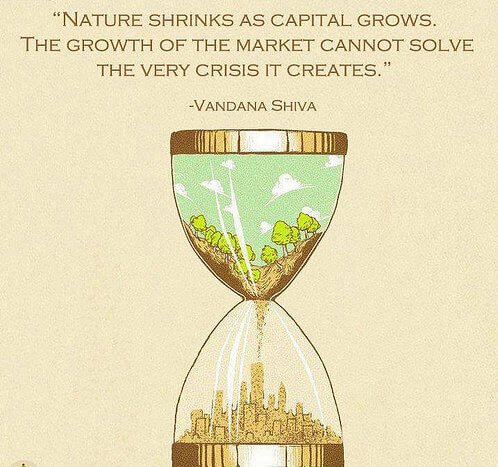 “Nature shrinks as capital grows.
The growth of the market cannot solve
the very crisis it creates.”
-Vandana Shiva